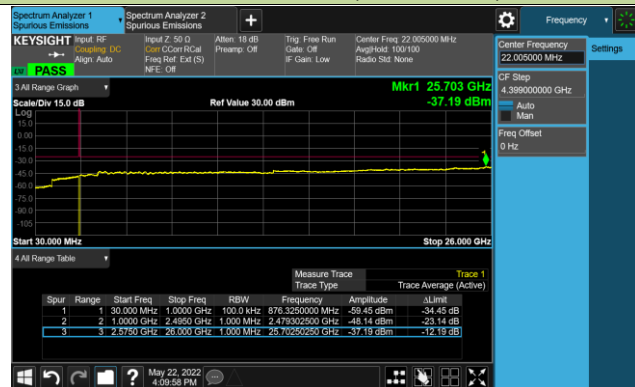 Spectrum Analyzer 1
Spurious Emissions
Spectrum Analyzer 2
Spurious Emissions
Frequency
KEYSIGHT
Input: RF
Coupling: DC
Align: Auto
Input Z: 50 Ω
Corr CCorr RCal
Freq Ref: Ext (S)
NFE: Off
Atten: 18 dB
Preamp: Off
Trig: Free Run
Gate: Off
IF Gain: Low
Center Freq: 22.005000 MHz
Avg|Hold: 100/100
Radio Std: None
PASS
Center Frequency
22.005000 MHz
Settings
CF Step
4.399000000 GHz
Auto
Man
Freq Offset
0 Hz
3 All Range Graph
Mkr1 25.703 GHz
Scale/Div 15.0 dB
Ref Value 30.00 dBm
-37.19 dBm
Log
15.0
0.00
-15.0
-30.0
-45.0
-60.0
-75.0
-90.0
-105
1
Start 30.000 MHz
Stop 26.000 GHz
4 All Range Table
Measure Trace Trace 1
Trace Type Trace Average (Active)
Spur Range Start Freq Stop Freq RBW Frequency Amplitude ΔLimit
1 1 30.000 MHz 1.0000 GHz 100.0 kHz 876.3250000 MHz -59.45 dBm -34.45 dB
2 2 1.0000 GHz 2.4950 GHz 1.000 MHz 2.479302500 GHz -48.14 dBm -23.14 dB
3 3 2.5750 GHz 26.000 GHz 1.000 MHz 25.70250250 GHz -37.19 dBm -12.19 dB
May 22, 2022
4:09:58 PM